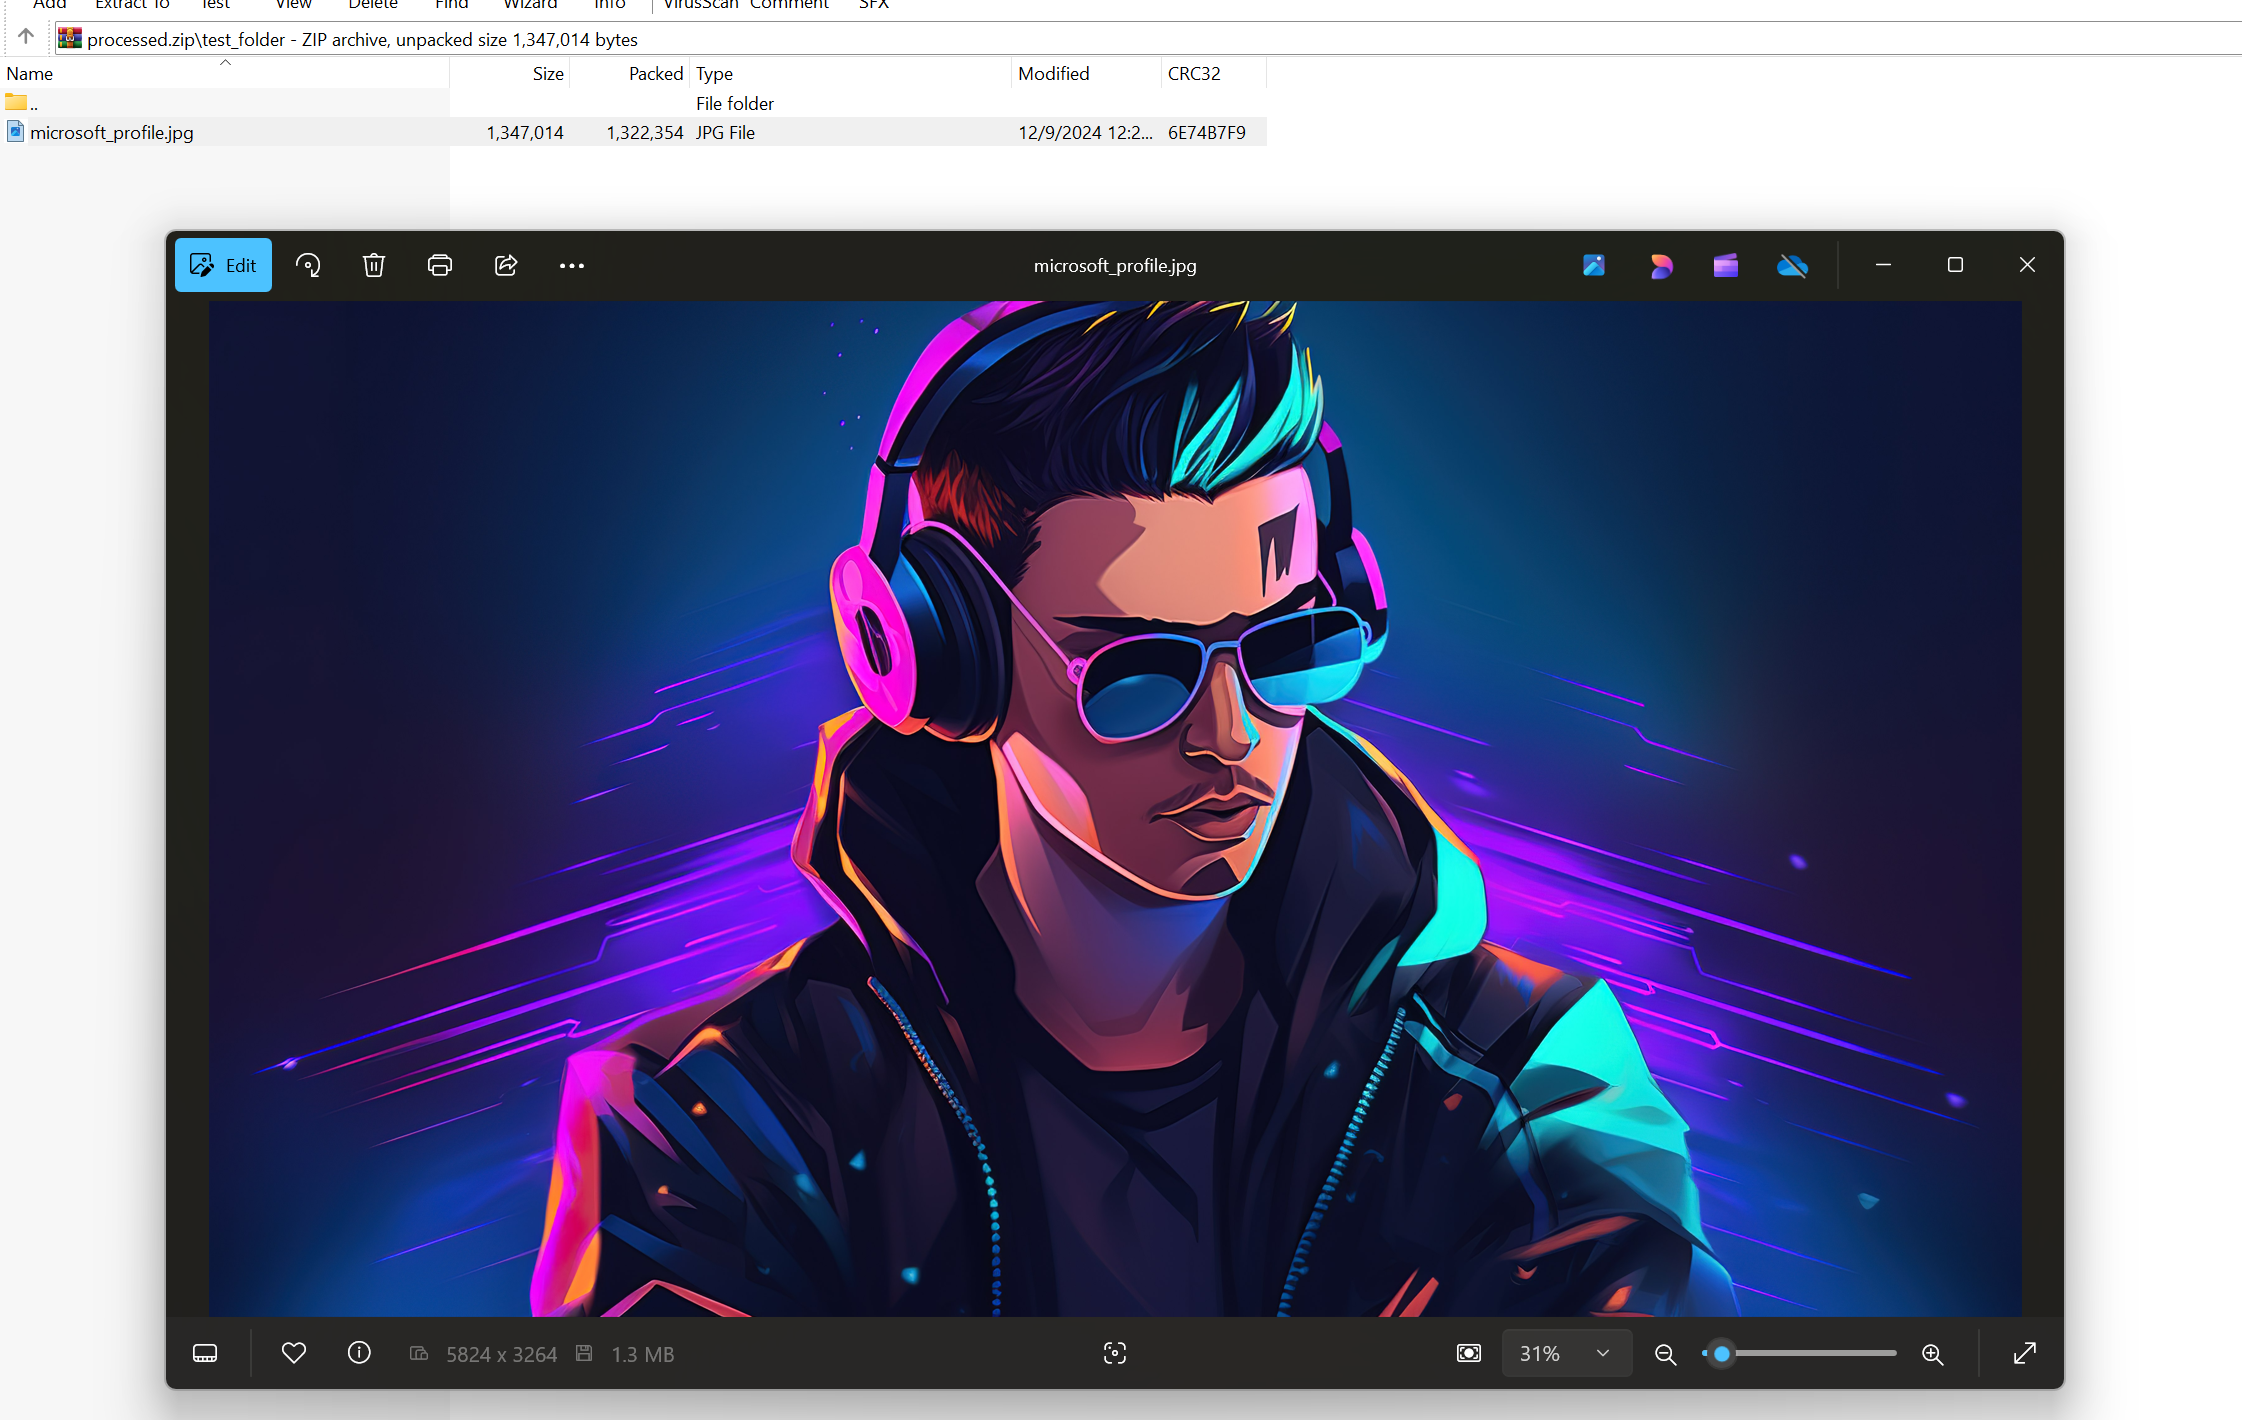 Add Extract To Test View Delete Find Wizard Info VirusScan Comment SFX
processed.zip\test_folder - ZIP archive, unpacked size 1,347,014 bytes
Name Size Packed Type Modified CRC32
.. File folder
microsoft_profile.jpg 1,347,014 1,322,354 JPG File 12/9/2024 12:2... 6E74B7F9
Edit microsoft_profile.jpg
5824 x 3264 1.3 MB 31%